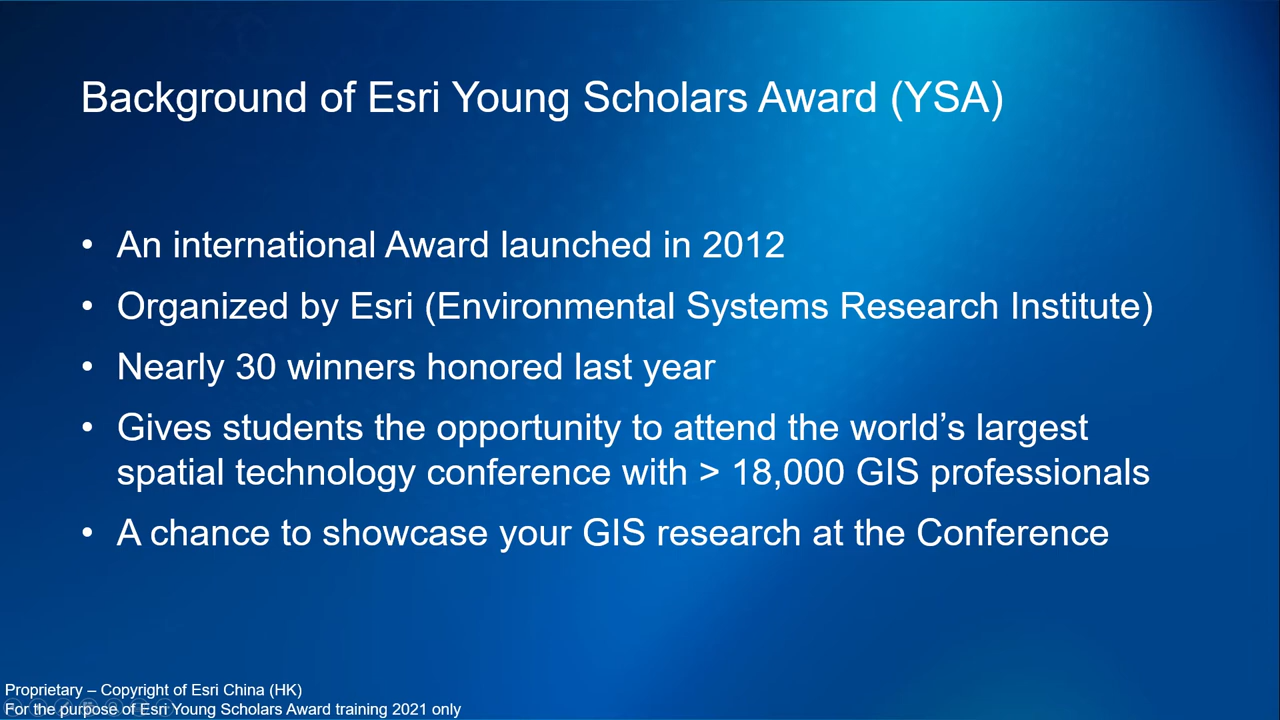 Background of Esri Young Scholars Award (YSA)
• An international Award launched in 2012
• Organized by Esri (Environmental Systems Research Institute)
• Nearly 30 winners honored last year
• Gives students the opportunity to attend the world’s largest
spatial technology conference with > 18,000 GIS professionals
• A chance to showcase your GIS research at the Conference
Proprietary – Copyright of Esri China (HK)
For the purpose of Esri Young Scholars Award training 2021 only